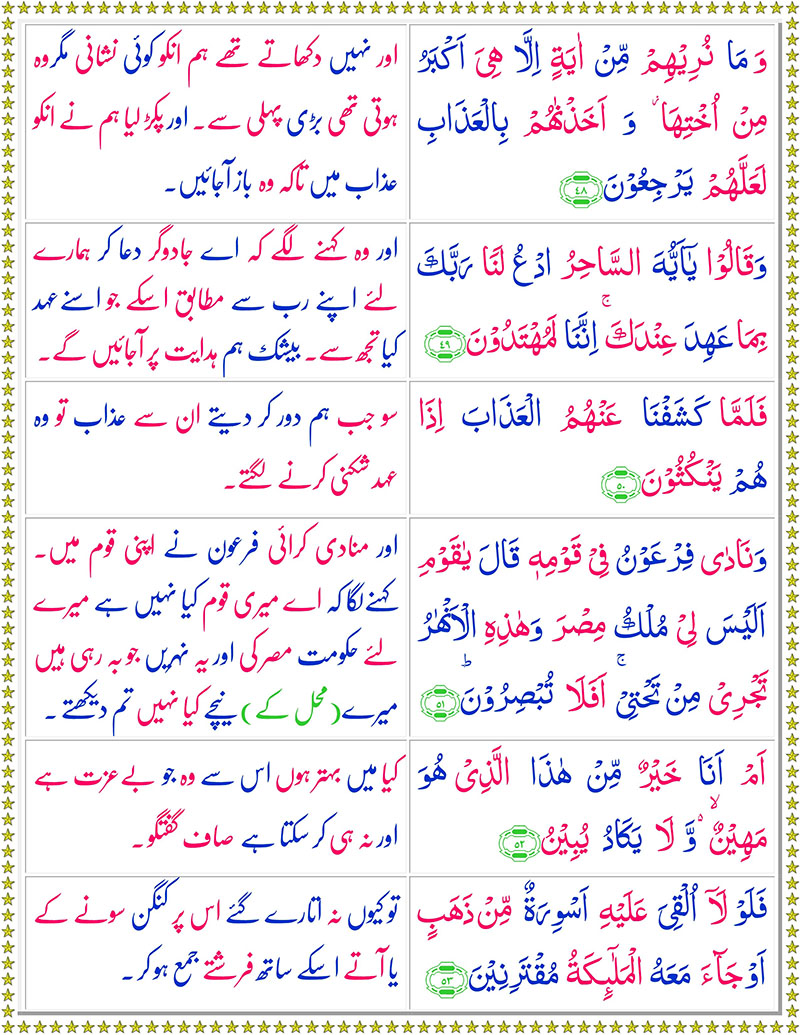 وَ مَا نُرِيْهِمْ مِّنْ اٰيَةٍ اِلَّا هِىَ اَكْبَرُ
مِنْ اُخْتِهَا ۡ وَ اَخَذْنٰهُمْ بِالْعَذَابِ
لَعَلَّهُمْ يَرْجِعُوْنَ ﴿٤٨﴾
اور نہیں دکھاتے تھے ہم انکو کوئی نشانی مگر وہ
ہوتی تھی بڑی پہلی سے۔ اور پکڑ لیا ہم نے انکو
عذاب میں تاکہ وہ باز آجائیں۔
وَقَالُوْا يٰۤاَيُّهَ السَّاحِرُ ادْعُ لَنَا رَبَّكَ
بِمَا عَهِدَ عِنْدَكَ ۚ اِنَّنَا لَمُهْتَدُوْنَ ﴿٤٩﴾
اور وہ کہنے لگے کہ اے جادوگر دعا کر ہمارے
لئے اپنے رب سے مطابق اسکے جو اسنے عہد
کیا تجھ سے۔ بیشک ہم ہدایت پر آجائیں گے۔
فَلَمَّا كَشَفْنَا عَنْهُمُ الْعَذَابَ اِذَا
هُمْ يَنْكُثُوْنَ ﴿٥٠﴾
سو جب ہم دور کر دیتے ان سے عذاب تو وہ
عہد شکنی کرنے لگتے۔
وَنَادٰى فِرْعَوْنُ فِىْ قَوْمِهٖ قَالَ يٰقَوْمِ
اَلَيْسَ لِىْ مُلْكُ مِصْرَ وَهٰذِهِ الْاَنْهٰرُ
تَجْرِىْ مِنْ تَحْتِىْ ۚ اَفَلَا تُبْصِرُوْنَ ؕ ﴿٥١﴾
اور منادی کرائی فرعون نے اپنی قوم میں۔
کہنے لگا کہ اے میری قوم کیا نہیں ہے میرے
لئے حکومت مصر کی اور یہ نہریں جو بہ رہی ہیں
میرے (محل کے) نیچے کیا نہیں تم دیکھتے۔
اَمْ اَنَا خَيْرٌ مِّنْ هٰذَا الَّذِىْ هُوَ
مَهِيْنٌ ۙ وَّ لَا يَكَادُ يُبِيْنُ ﴿٥٢﴾
کیا میں بہتر ہوں اس سے وہ جو بے عزت ہے
اور نہ ہی کر سکتا ہے صاف گفتگو۔
فَلَوْ لَاۤ اُلْقِىَ عَلَيْهِ اَسْوِرَةٌ مِّنْ ذَهَبٍ
اَوْ جَآءَ مَعَهُ الْمَلٰٓئِكَةُ مُقْتَرِنِيْنَ ﴿٥٣﴾
تو کیوں نہ اتارے گئے اس پر کنگن سونے کے
یا آتے اسکے ساتھ فرشتے جمع ہو کر۔